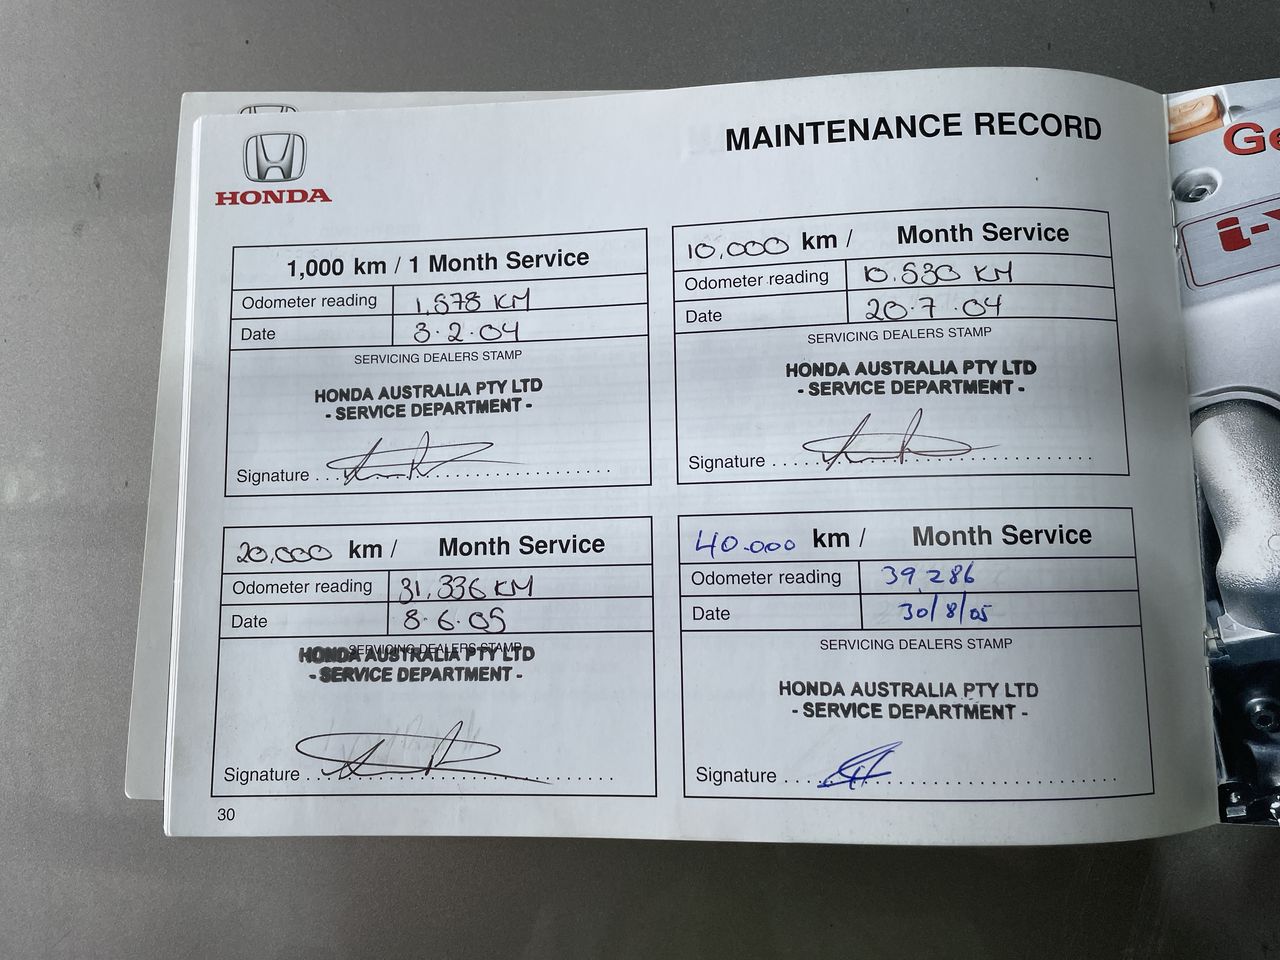 HONDA
MAINTENANCE RECORD
1,000 km / 1 Month Service
Odometer reading 1,578 KM
Date 3·2·04
SERVICING DEALERS STAMP
HONDA AUSTRALIA PTY LTD
- SERVICE DEPARTMENT -
Signature
10,000 km / Month Service
Odometer reading 10.530 KM
Date 20·7·04
SERVICING DEALERS STAMP
HONDA AUSTRALIA PTY LTD
- SERVICE DEPARTMENT -
Signature
20,000 km / Month Service
Odometer reading 31,336 KM
Date 8·6·05
SERVICING DEALERS STAMP
HONDA AUSTRALIA PTY LTD
- SERVICE DEPARTMENT -
Signature
40.000 km / Month Service
Odometer reading 39,286
Date 30/8/05
SERVICING DEALERS STAMP
HONDA AUSTRALIA PTY LTD
- SERVICE DEPARTMENT -
Signature
30
Ge
i-